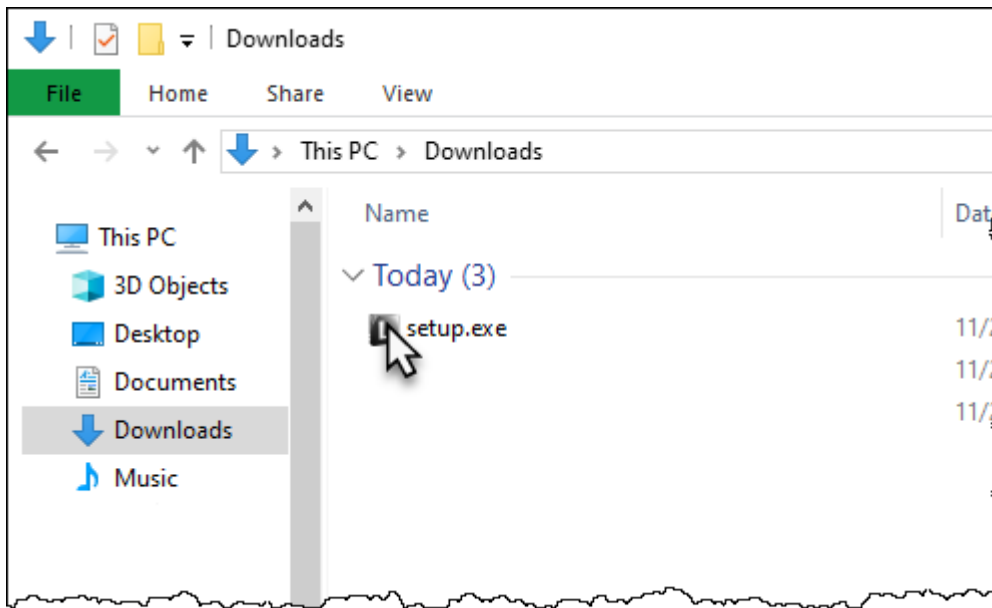 Downloads
File Home Share View
This PC > Downloads
Name
This PC
3D Objects
Today (3)
Desktop
setup.exe
Documents
Downloads
Music